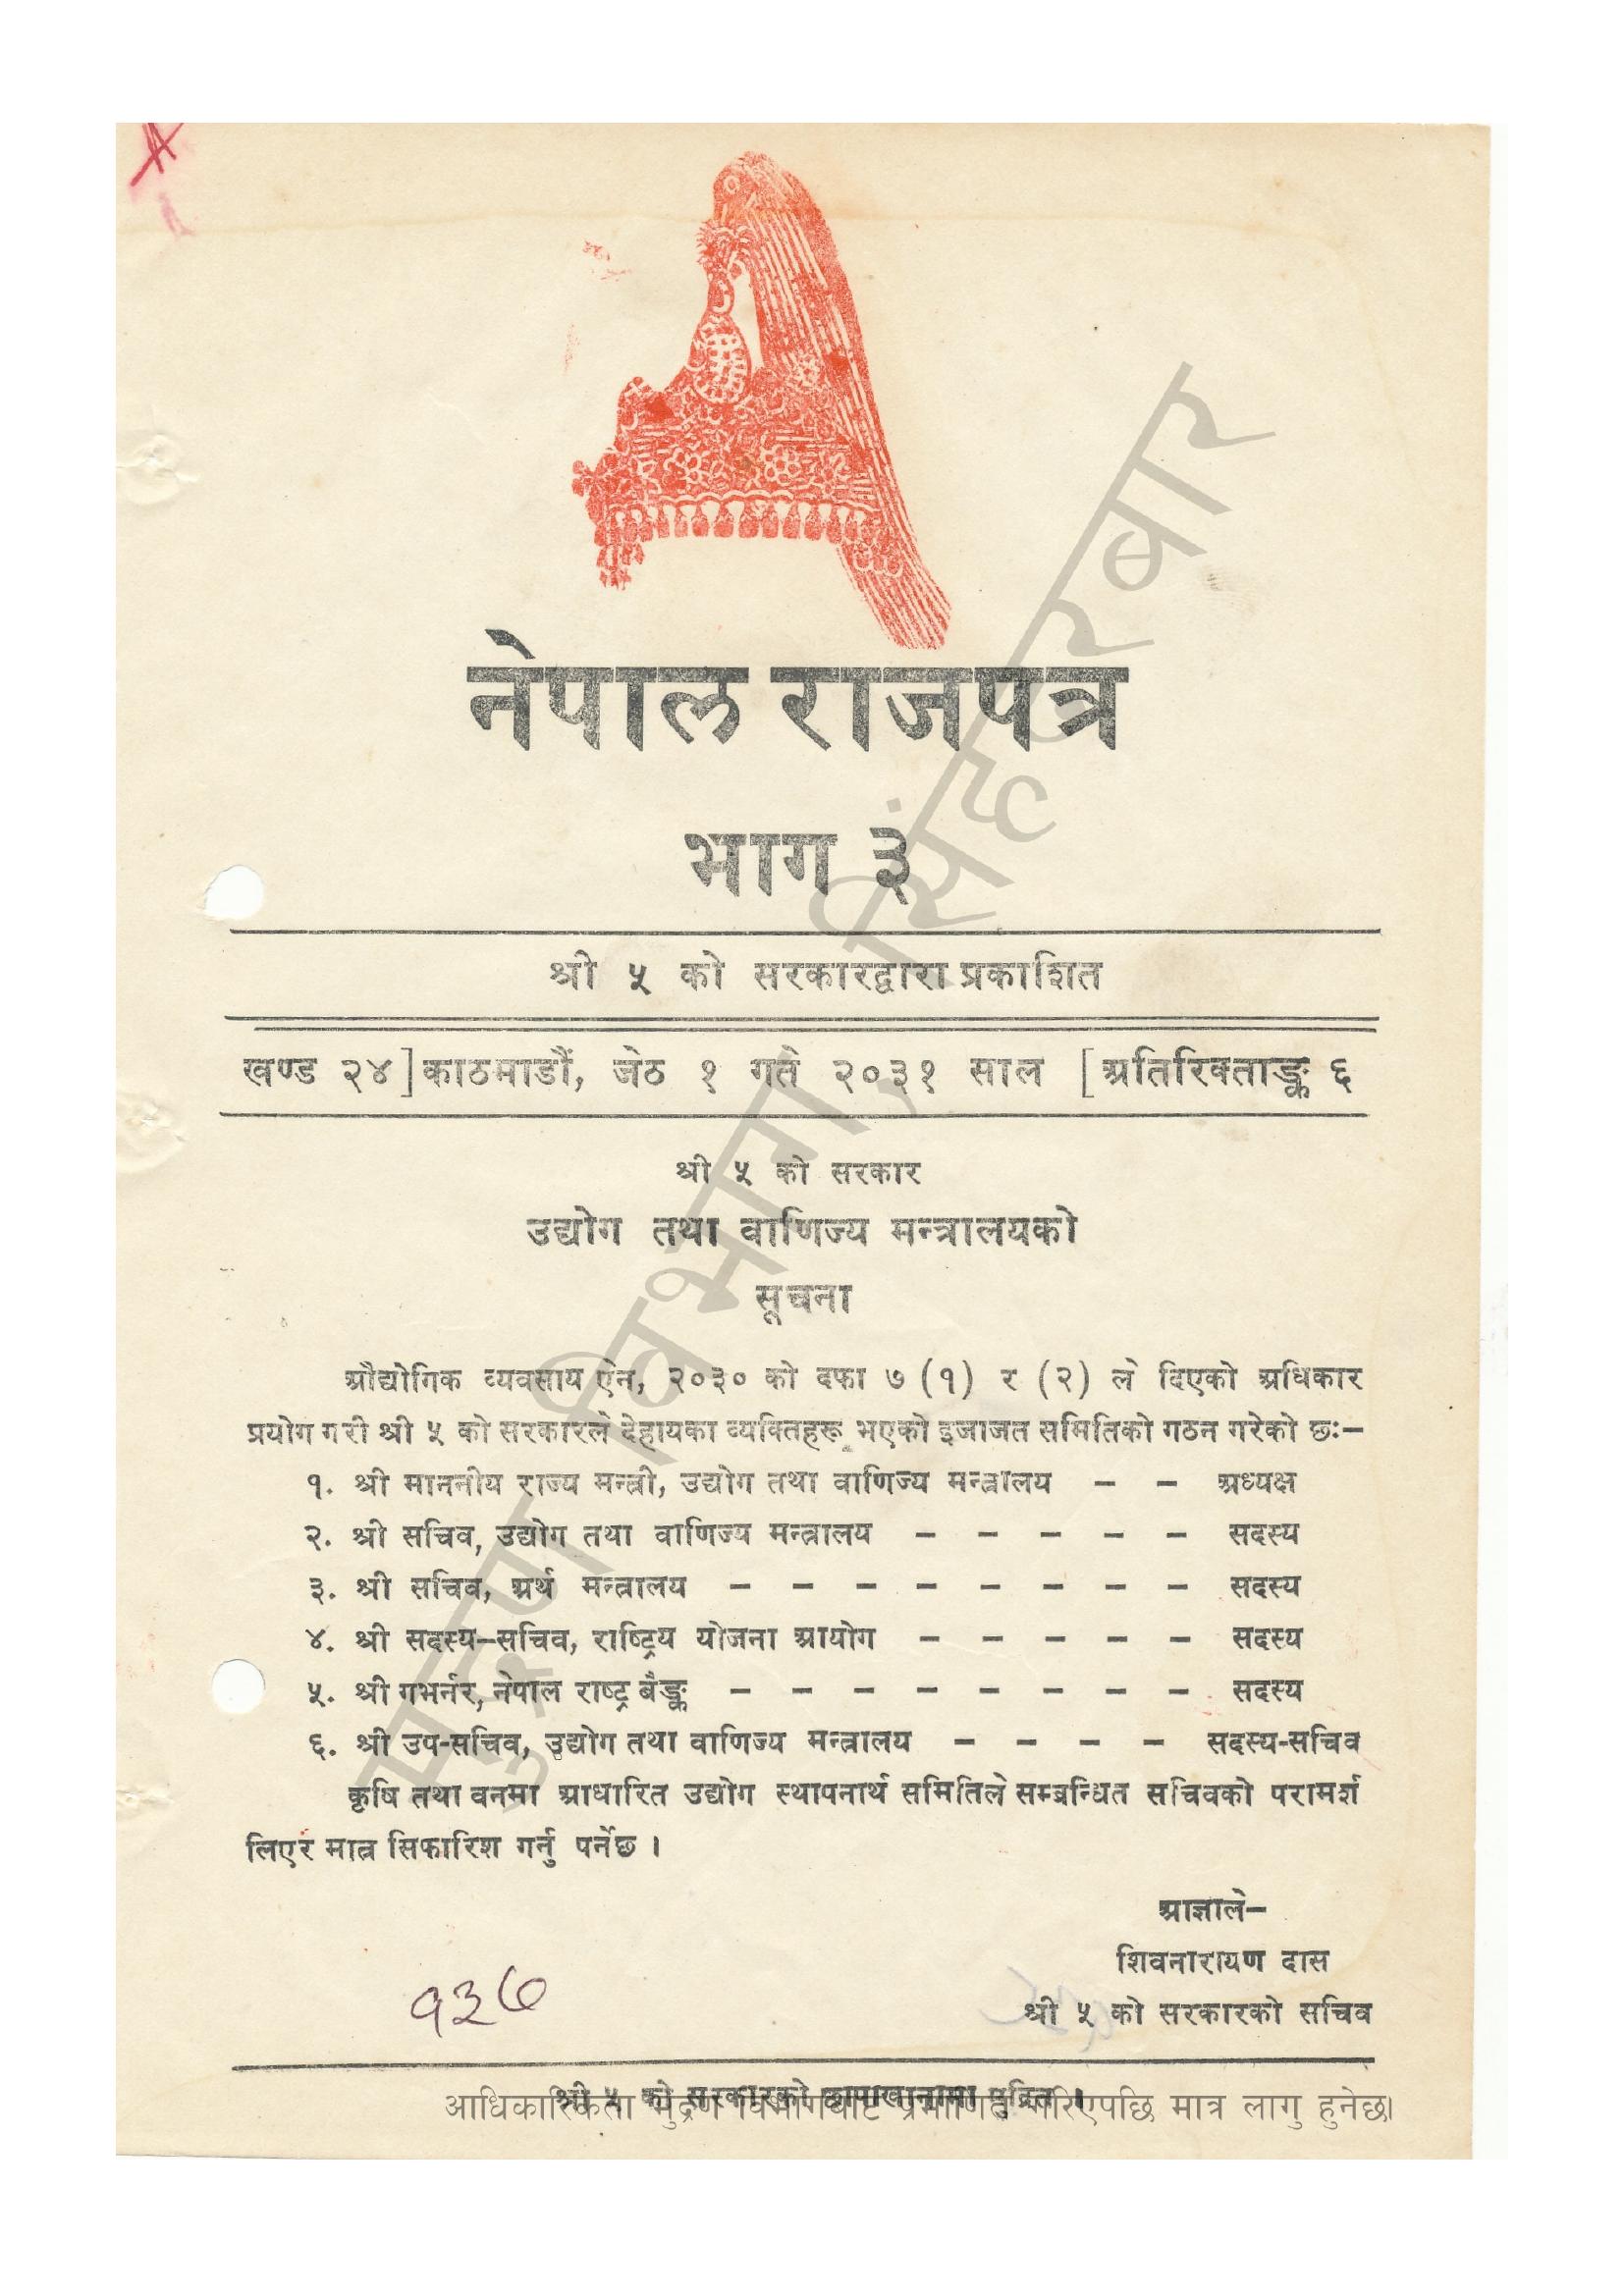 नेपाल राजपत्र
भाग ३
श्री ५ को सरकारद्वारा प्रकाशित
खण्ड २४] काठमाडौं, जेठ १ गते २०३१ साल [अतिरिक्ताङ्क ६
श्री ५ को सरकार
उद्योग तथा वाणिज्य मन्त्रालयको
सूचना
औद्योगिक व्यवसाय ऐन, २०३० को दफा ७ (१) र (२) ले दिएको अधिकार
प्रयोग गरी श्री ५ को सरकारले देहायका व्यक्तिहरू भएको इजाजत समितिको गठन गरेको छः–
१. श्री माननीय राज्य मन्त्री, उद्योग तथा वाणिज्य मन्त्रालय – – अध्यक्ष
२. श्री सचिव, उद्योग तथा वाणिज्य मन्त्रालय – – – – – सदस्य
३. श्री सचिव, अर्थ मन्त्रालय – – – – – – – – सदस्य
४. श्री सदस्य–सचिव, राष्ट्रिय योजना आयोग – – – – – सदस्य
५. श्री गभर्नर, नेपाल राष्ट्र बैङ्क – – – – – – – – सदस्य
६. श्री उप-सचिव, उद्योग तथा वाणिज्य मन्त्रालय – – – – सदस्य-सचिव
कृषि तथा वनमा आधारित उद्योग स्थापनार्थ समितिले सम्बन्धित सचिवको परामर्श
लिएर मात्र सिफारिश गर्नु पर्नेछ ।
आज्ञाले–
शिवनारायण दास
श्री ५ को सरकारको सचिव
१३७
श्री ५ को सरकारको छापाखानामा मुद्रित ।
आधिकारिकता मुद्रण विभागबाट प्रमाणित गरिएपछि मात्र लागु हुनेछ।
मुद्रण विभाग, सिंहदरबार